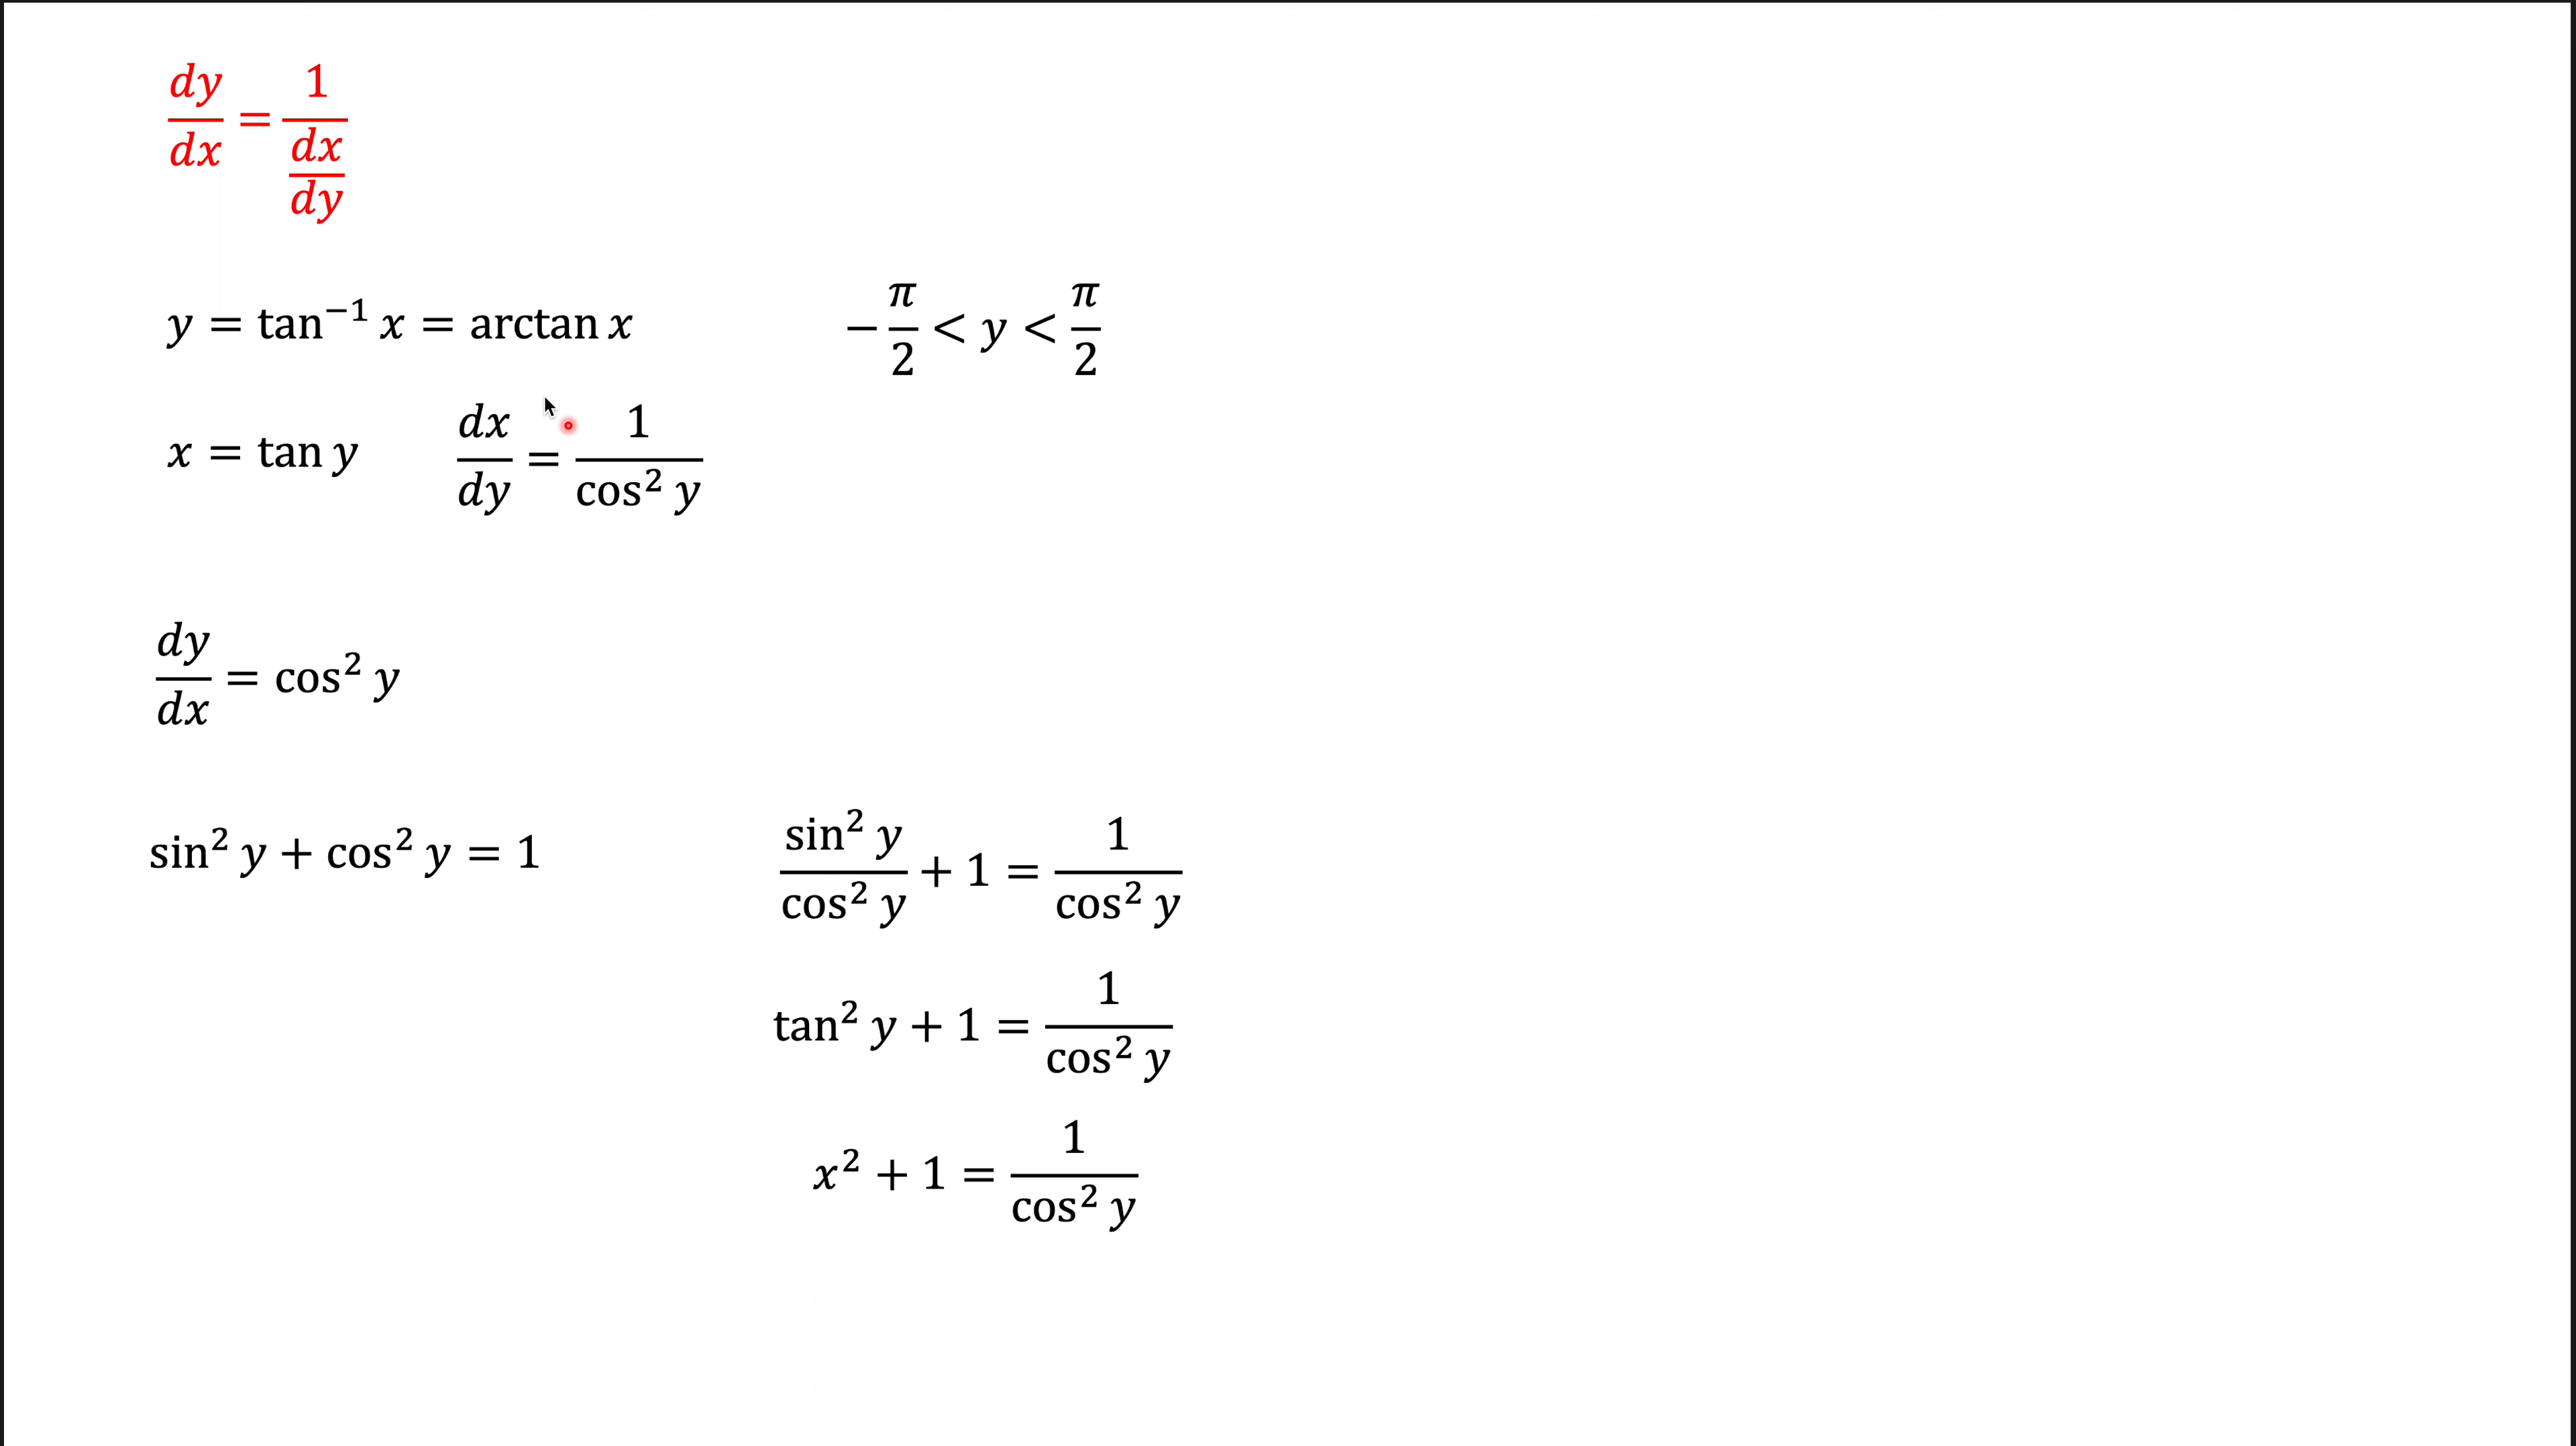 dy/dx = 1/(dx/dy)
y = tan⁻¹ x = arctan x    −π/2 < y < π/2
x = tan y    dx/dy = 1/cos² y
dy/dx = cos² y
sin² y + cos² y = 1    sin² y/cos² y + 1 = 1/cos² y
tan² y + 1 = 1/cos² y
x² + 1 = 1/cos² y